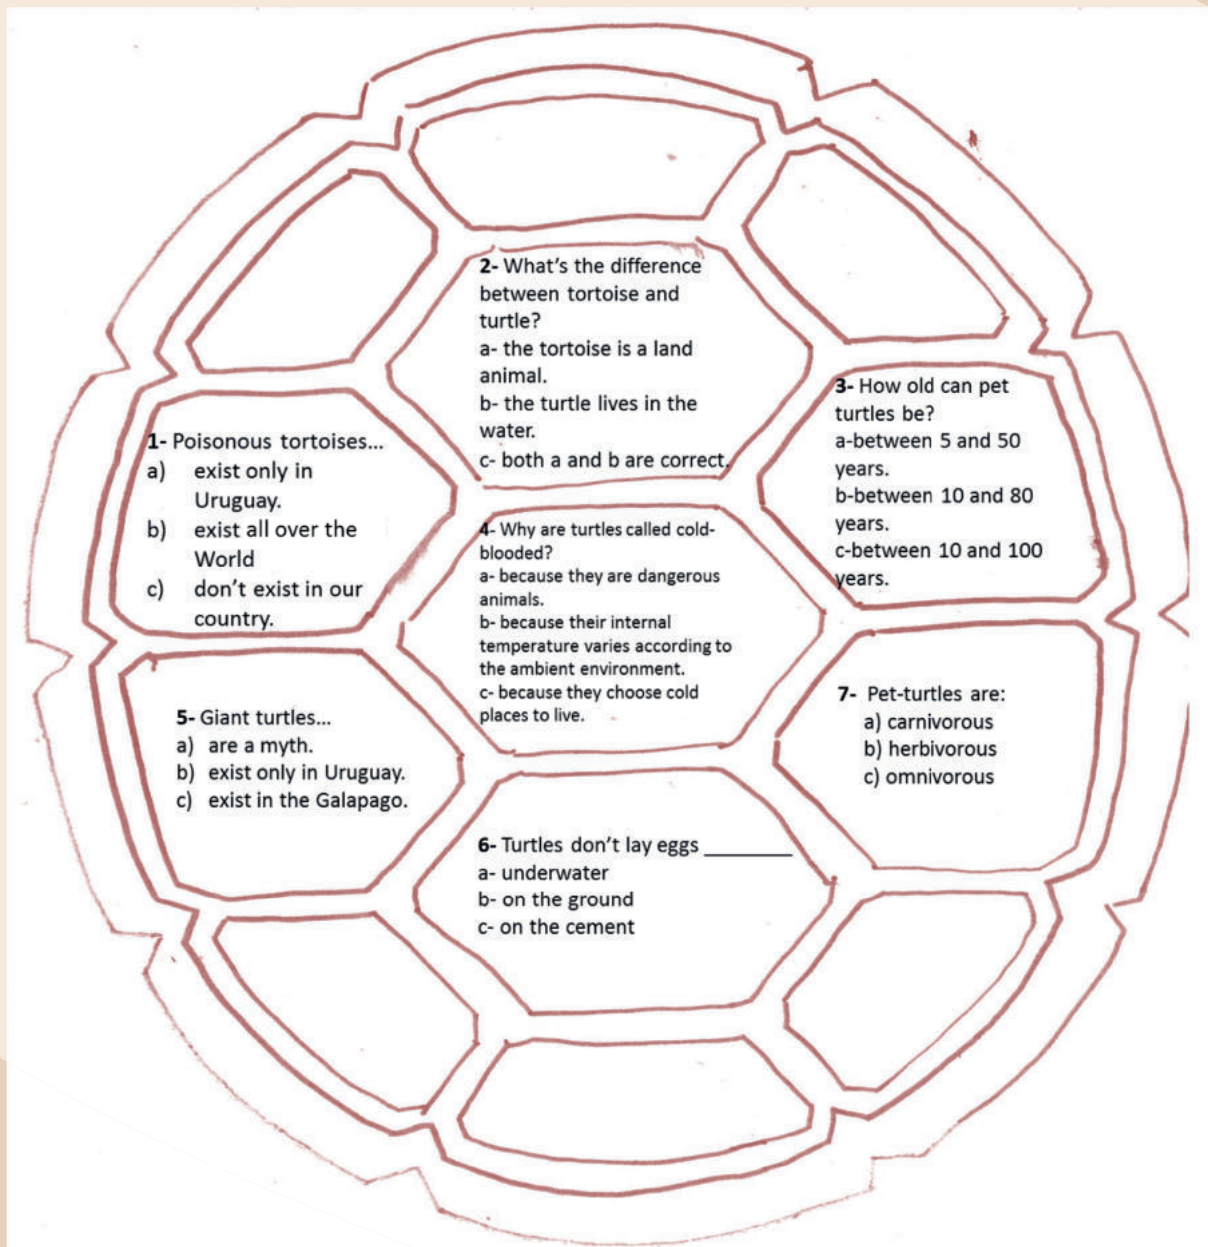 1- Poisonous tortoises...
a) exist only in
Uruguay.
b) exist all over the
World
c) don't exist in our
country.
2- What's the difference
between tortoise and
turtle?
a- the tortoise is a land
animal.
b- the turtle lives in the
water.
c- both a and b are correct.
3- How old can pet
turtles be?
a-between 5 and 50
years.
b-between 10 and 80
years.
c-between 10 and 100
years.
4- Why are turtles called cold-
blooded?
a- because they are dangerous
animals.
b- because their internal
temperature varies according to
the ambient environment.
c- because they choose cold
places to live.
5- Giant turtles...
a) are a myth.
b) exist only in Uruguay.
c) exist in the Galapago.
6- Turtles don't lay eggs ________
a- underwater
b- on the ground
c- on the cement
7- Pet-turtles are:
a) carnivorous
b) herbivorous
c) omnivorous